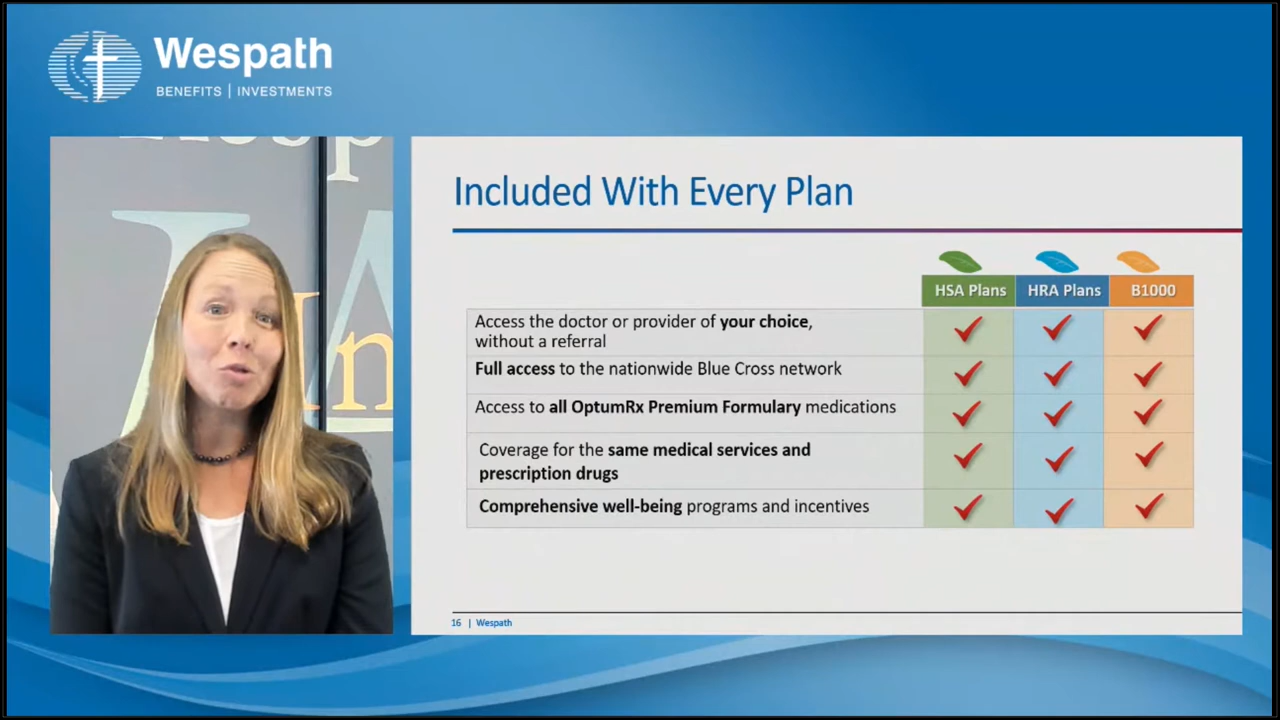 Wespath
BENEFITS | INVESTMENTS
Included With Every Plan
HSA Plans HRA Plans B1000
Access the doctor or provider of your choice,
without a referral
Full access to the nationwide Blue Cross network
Access to all OptumRx Premium Formulary medications
Coverage for the same medical services and
prescription drugs
Comprehensive well-being programs and incentives
16 | Wespath